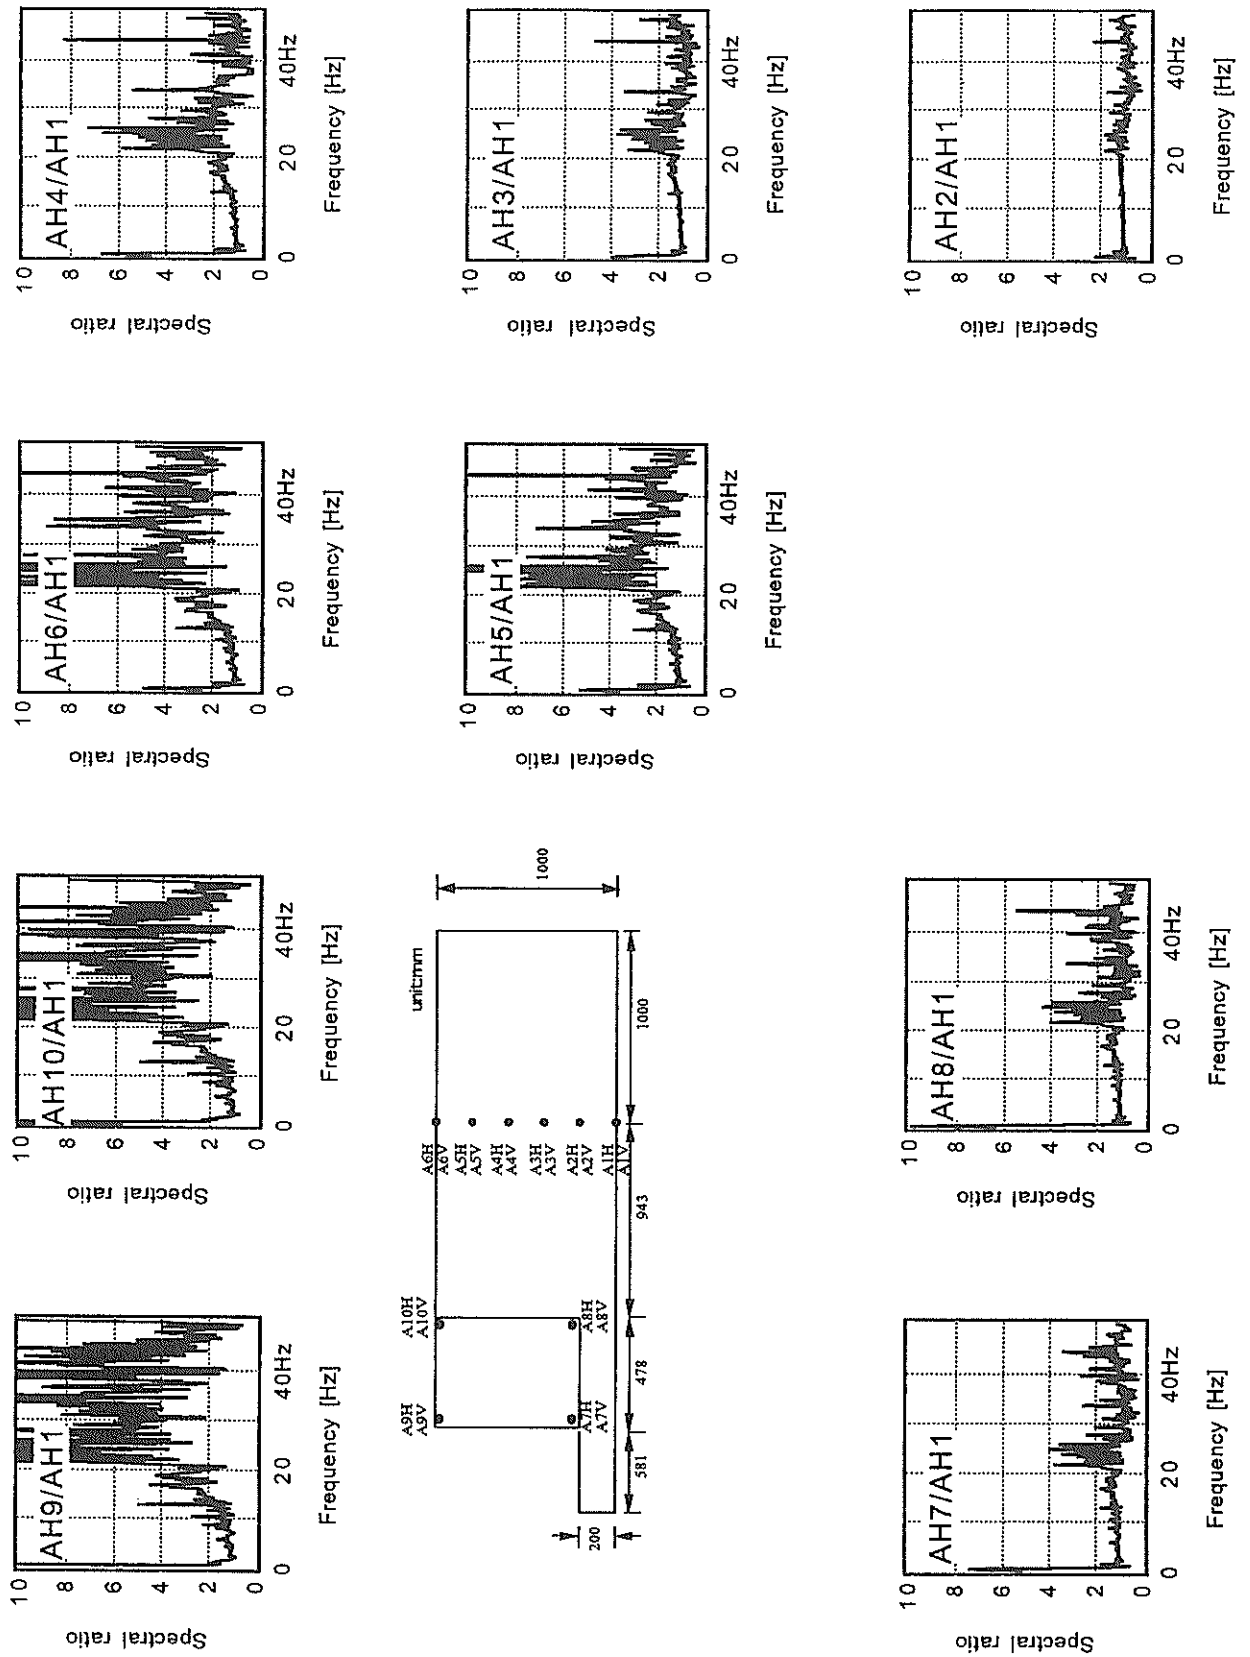 10
8
6
4
2
0
Spectral ratio
AH9/AH1
0
20
40Hz
Frequency [Hz]
10
8
6
4
2
0
Spectral ratio
AH10/AH1
0
20
40Hz
Frequency [Hz]
10
8
6
4
2
0
Spectral ratio
AH6/AH1
0
20
40Hz
Frequency [Hz]
10
8
6
4
2
0
Spectral ratio
AH4/AH1
0
20
40Hz
Frequency [Hz]
unit:mm
A9H
A9V
A10H
A10V
A6H
A6V
A5H
A5V
A4H
A4V
A3H
A3V
A2H
A2V
A1H
A1V
A7H
A7V
A8H
A8V
200
581
478
943
1000
1000
10
8
6
4
2
0
Spectral ratio
AH5/AH1
0
20
40Hz
Frequency [Hz]
10
8
6
4
2
0
Spectral ratio
AH3/AH1
0
20
40Hz
Frequency [Hz]
10
8
6
4
2
0
Spectral ratio
AH7/AH1
0
20
40Hz
Frequency [Hz]
10
8
6
4
2
0
Spectral ratio
AH8/AH1
0
20
40Hz
Frequency [Hz]
10
8
6
4
2
0
Spectral ratio
AH2/AH1
0
20
40Hz
Frequency [Hz]